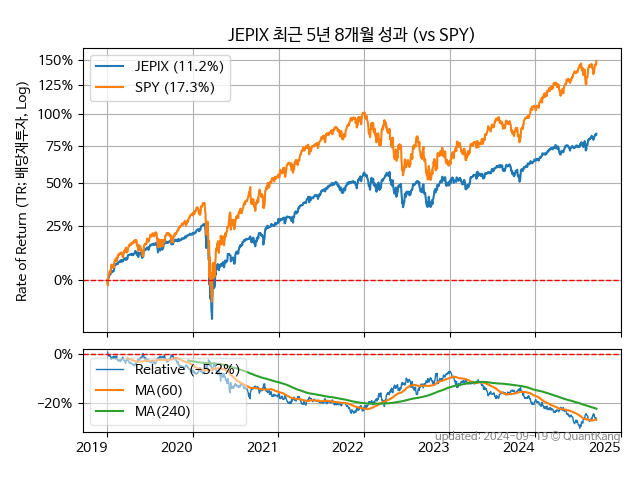 JEPIX 최근 5년 8개월 성과 (vs SPY)
150%
125%
100%
75%
50%
25%
0%
Rate of Return (TR: 배당재투자, Log)
JEPIX (11.2%)
SPY (17.3%)
0%
−20%
Relative (−5.2%)
MA(60)
MA(240)
2019
2020
2021
2022
2023
2024
2025
updated: 2024-09-19 © QuantKang